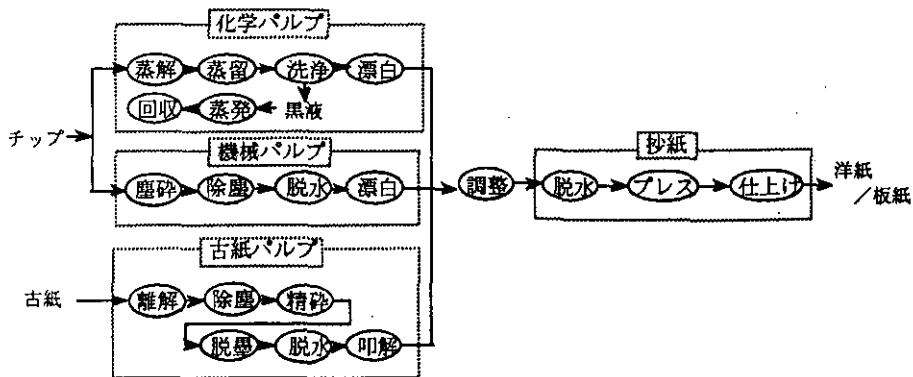 化学パルプ
蒸解 蒸留 洗浄 漂白
回収 蒸発 黒液
チップ
機械パルプ
塵砕 除塵 脱水 漂白
調整
抄紙
脱水 プレス 仕上げ
洋紙
／板紙
古紙パルプ
古紙
離解 除塵 精砕
脱墨 脱水 叩解